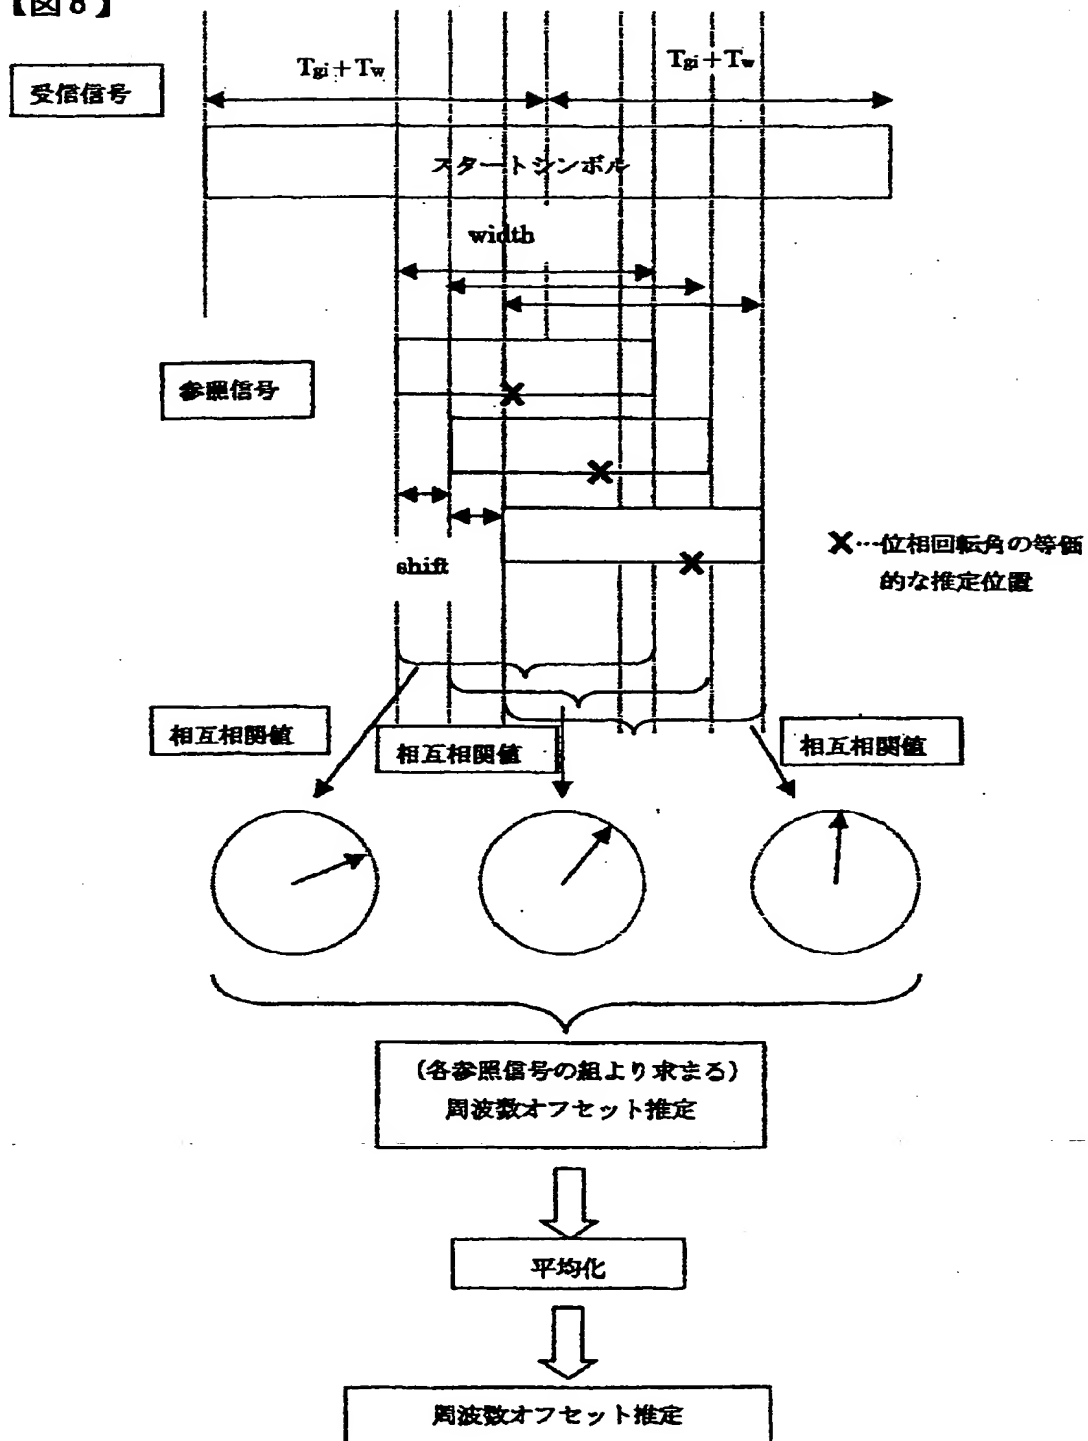 【図8】
T_gi＋T_w
T_gi＋T_w
受信信号
スタートシンボル
width
参照信号
shift
×…位相回転角の等価
的な推定位置
相互相関値
相互相関値
相互相関値
（各参照信号の組より求まる）
周波数オフセット推定
平均化
周波数オフセット推定